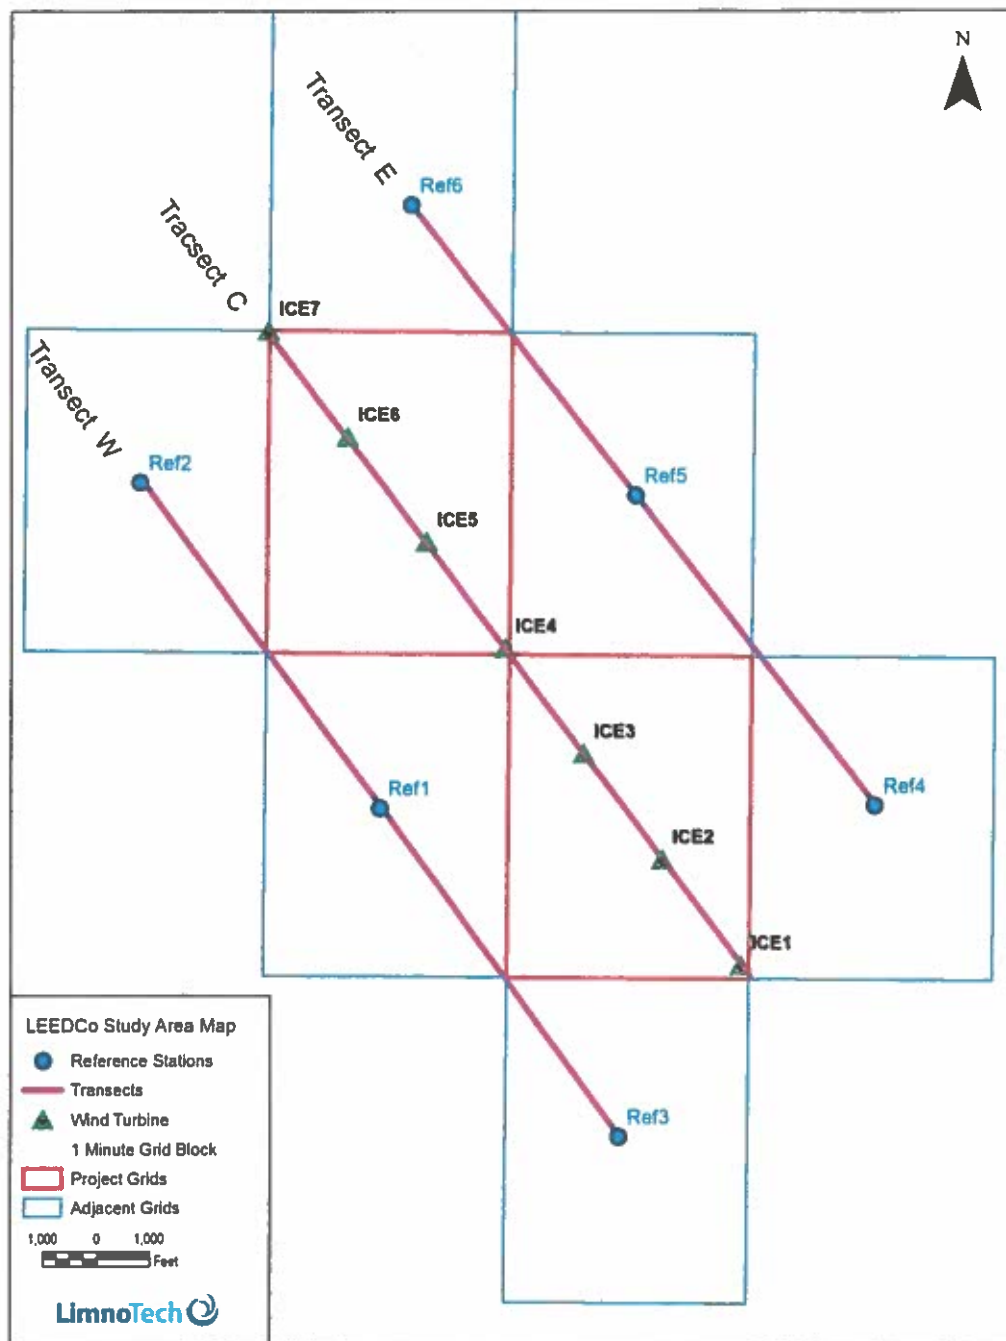 N
Transect E
Ref6
Tracsect C
ICE7
Transect W
ICE6
Ref2
Ref5
ICE5
ICE4
ICE3
Ref1
Ref4
ICE2
ICE1
LEEDCo Study Area Map
Reference Stations
Transects
Wind Turbine
1 Minute Grid Block
Project Grids
Adjacent Grids
1,000 0 1,000
Feet
Ref3
LimnoTech